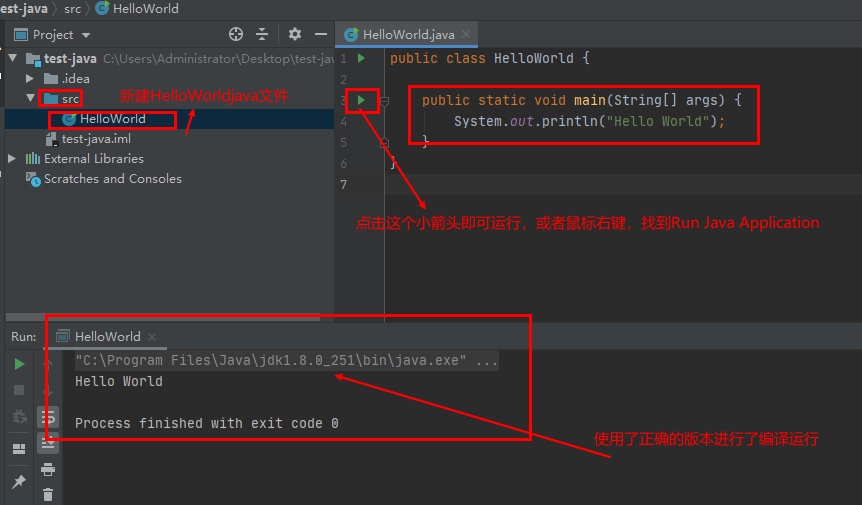 est-java src HelloWorld
Project
test-java C:\Users\Administrator\Desktop\test-jav
.idea
src
新建HelloWorldjava文件
HelloWorld
test-java.iml
External Libraries
Scratches and Consoles
HelloWorld.java
1 public class HelloWorld {
2
3 public static void main(String[] args) {
4 System.out.println("Hello World");
5 }
6 }
7
点击这个小箭头即可运行，或者鼠标右键，找到Run Java Application
Run: HelloWorld
"C:\Program Files\Java\jdk1.8.0_251\bin\java.exe" ...
Hello World
Process finished with exit code 0
使用了正确的版本进行了编译运行